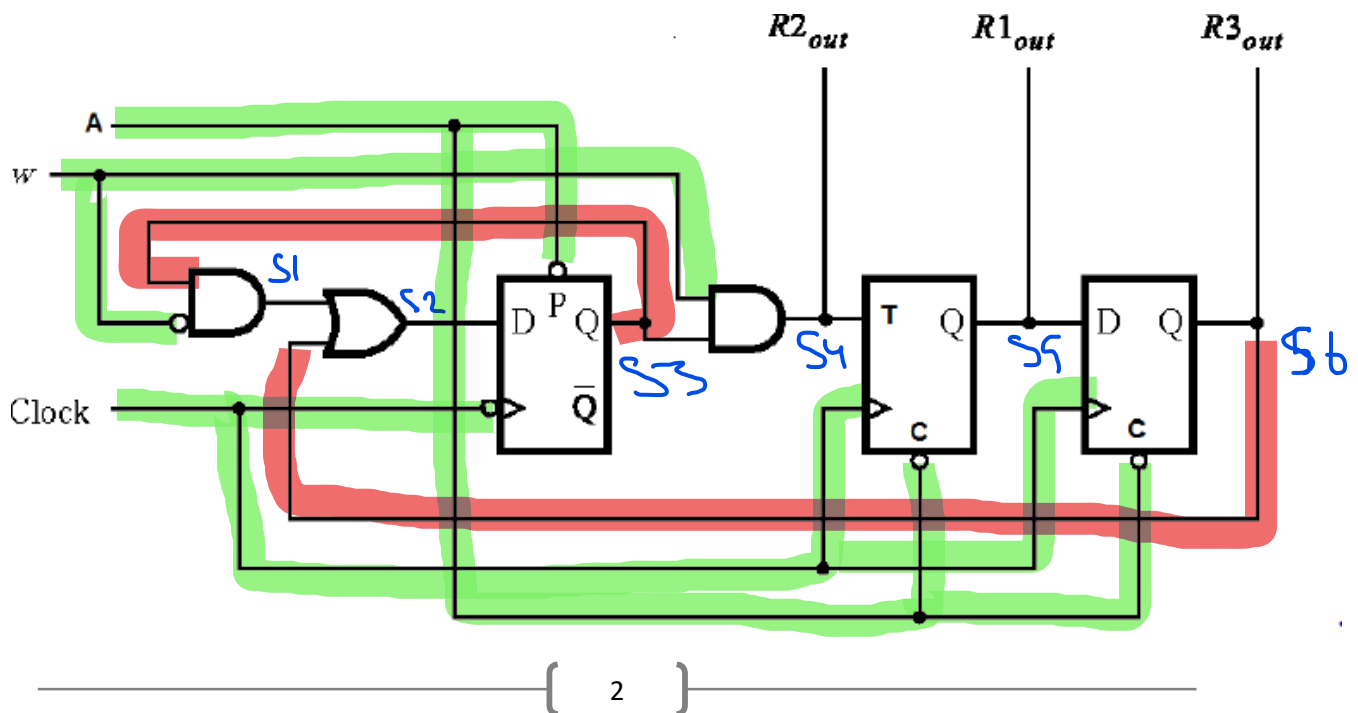 R2out R1out R3out
A
w
S1
S2
D P Q
T Q
D Q
S3
S4
S5
S6
Clock
Q̅
C
C
2